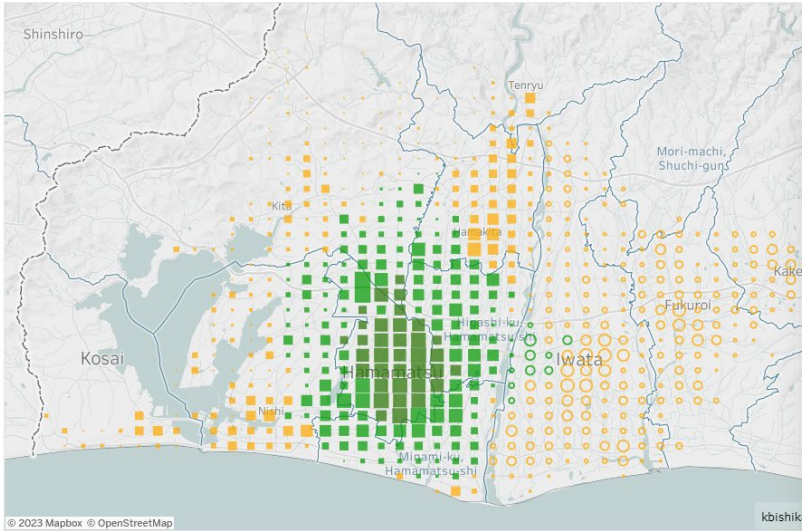 Shinshiro
Tenryu
Mori-machi,
Shuchi-gun
Kita
Hamakita
Kake
Fukuroi
Higashi-ku,
Hamamatsu-shi
Kosai
Iwata
Hamamatsu
Nishi
Minami-ku,
Hamamatsu-shi
kbishik
© 2023 Mapbox © OpenStreetMap